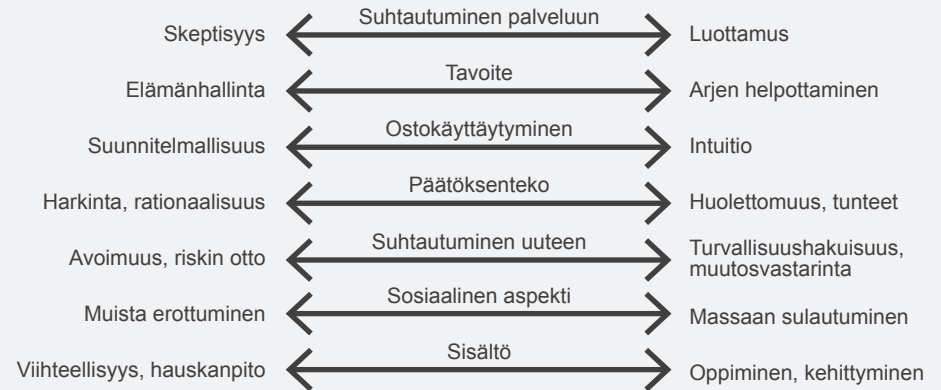 Suhtautuminen palveluun
Skeptisyys
Luottamus
Tavoite
Elämänhallinta
Arjen helpottaminen
Ostokäyttäytyminen
Suunnitelmallisuus
Intuitio
Päätöksenteko
Harkinta, rationaalisuus
Huolettomuus, tunteet
Suhtautuminen uuteen
Avoimuus, riskin otto
Turvallisuushakuisuus,
muutosvastarinta
Sosiaalinen aspekti
Muista erottuminen
Massaan sulautuminen
Sisältö
Viihteellisyys, hauskanpito
Oppiminen, kehittyminen